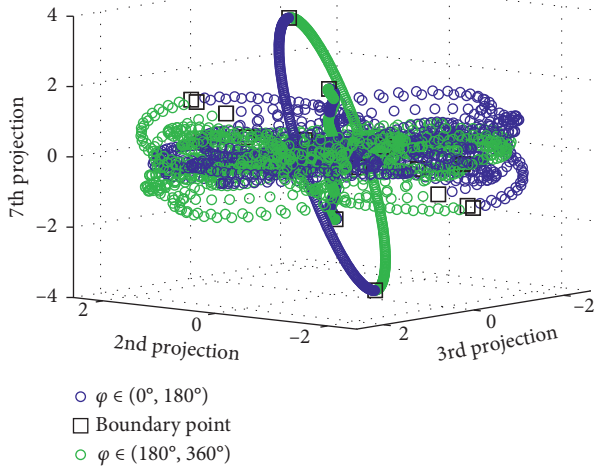 4
2
0
−2
−4
7th projection
2
0
−2
2nd projection
2
0
−2
3rd projection
φ ∈ (0°, 180°)
Boundary point
φ ∈ (180°, 360°)